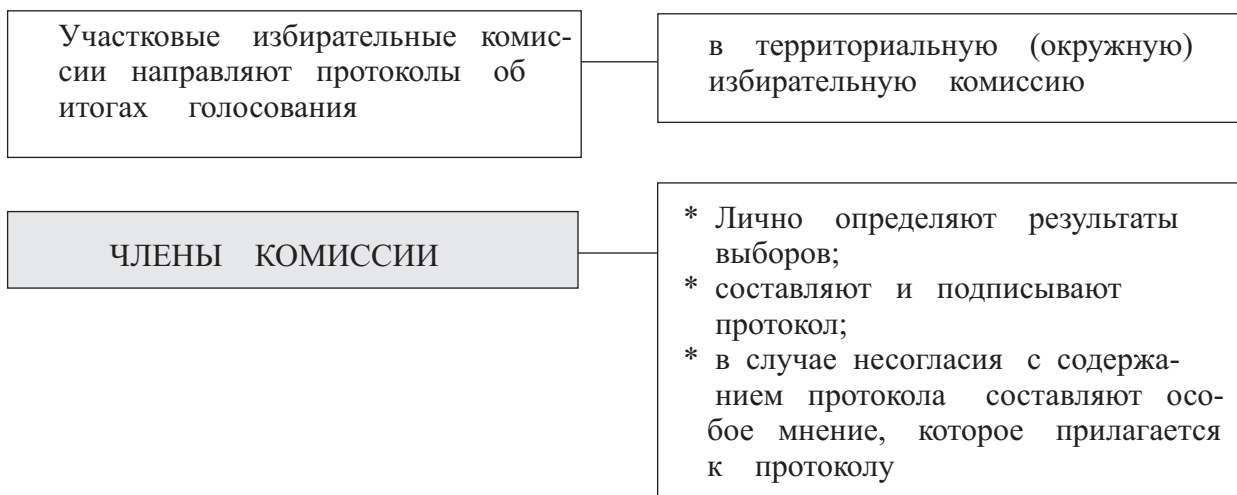 Участковые избирательные комис-
сии направляют протоколы об
итогах голосования
в территориальную (окружную)
избирательную комиссию
ЧЛЕНЫ КОМИССИИ
* Лично определяют результаты
выборов;
* составляют и подписывают
протокол;
* в случае несогласия с содержа-
нием протокола составляют осо-
бое мнение, которое прилагается
к протоколу